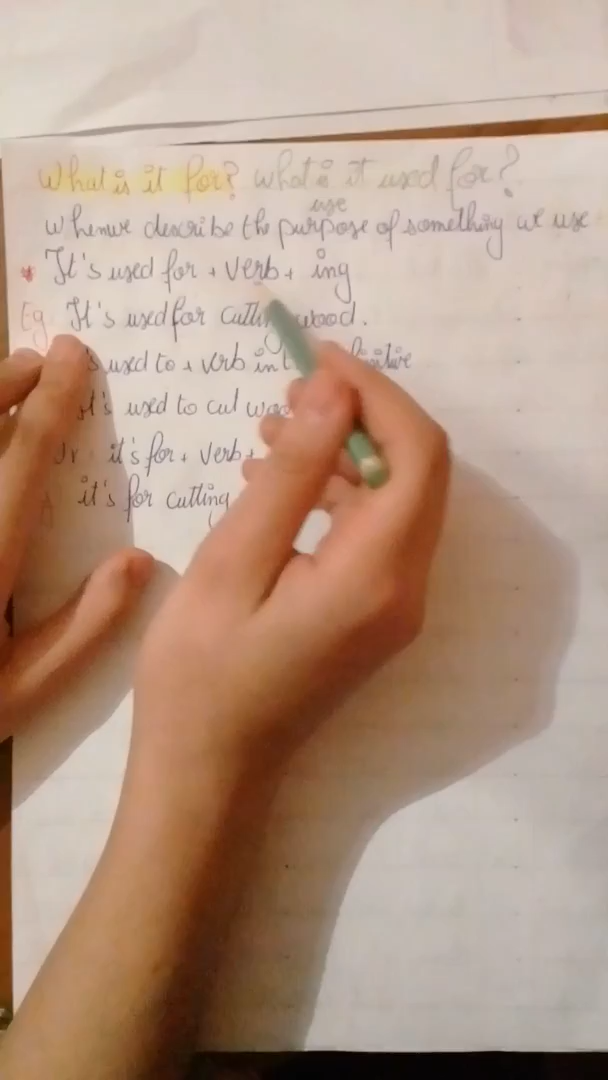 What is it for? what is it used for?
use
when we describe the purpose of something we use
* It's used for + verb + ing
Eg. It's used for cutting wood.
's used to + verb in
it's used to cut
it's for + verb +
it's for cutting